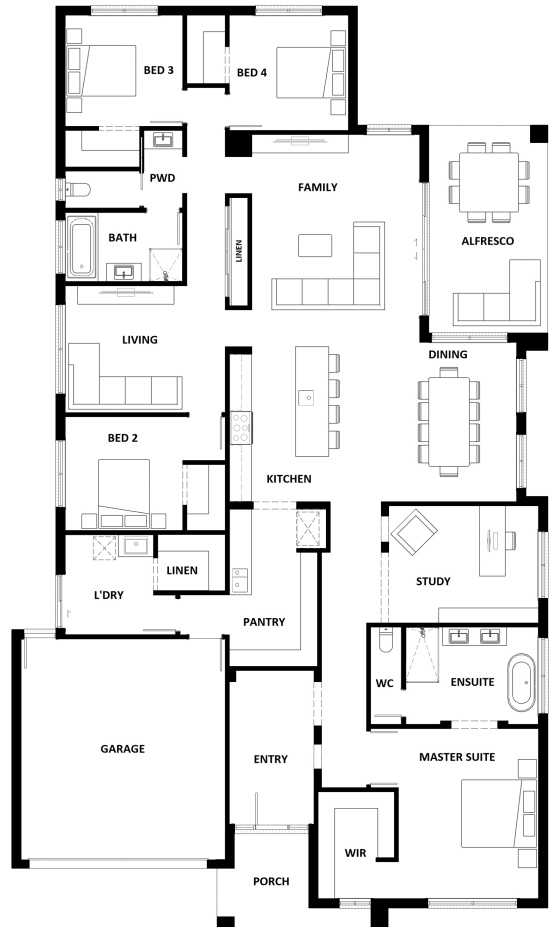 BED 3
BED 4
PWD
FAMILY
BATH
LINEN
ALFRESCO
LIVING
DINING
BED 2
KITCHEN
LINEN
L'DRY
STUDY
PANTRY
WC
ENSUITE
GARAGE
ENTRY
MASTER SUITE
WIR
PORCH